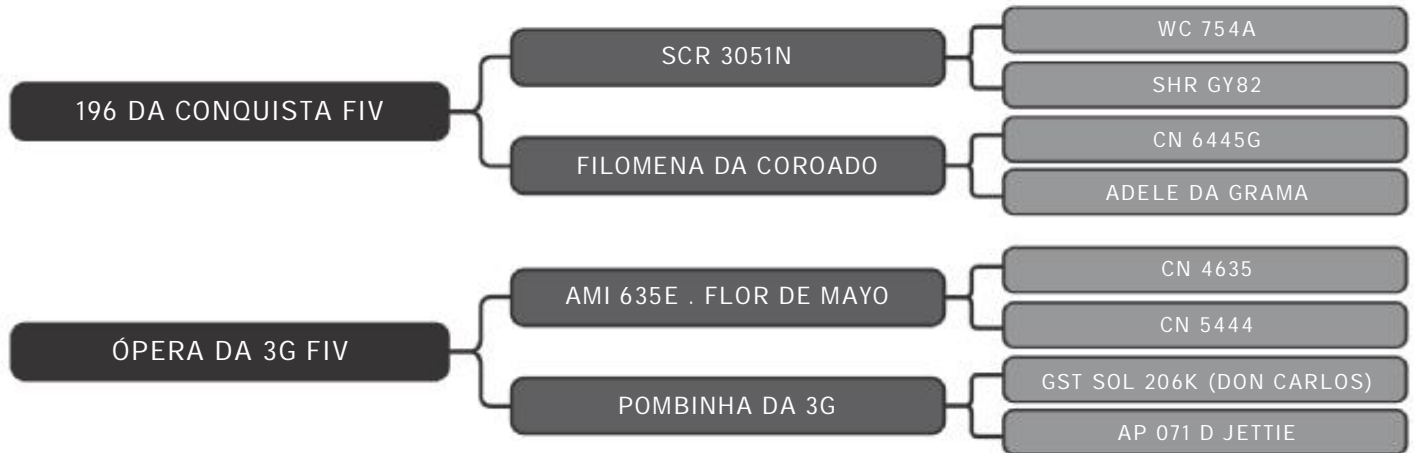 196 DA CONQUISTA FIV
SCR 3051N
WC 754A
SHR GY82
FILOMENA DA COROADO
CN 6445G
ADELE DA GRAMA
ÓPERA DA 3G FIV
AMI 635E . FLOR DE MAYO
CN 4635
CN 5444
POMBINHA DA 3G
GST SOL 206K (DON CARLOS)
AP 071 D JETTIE